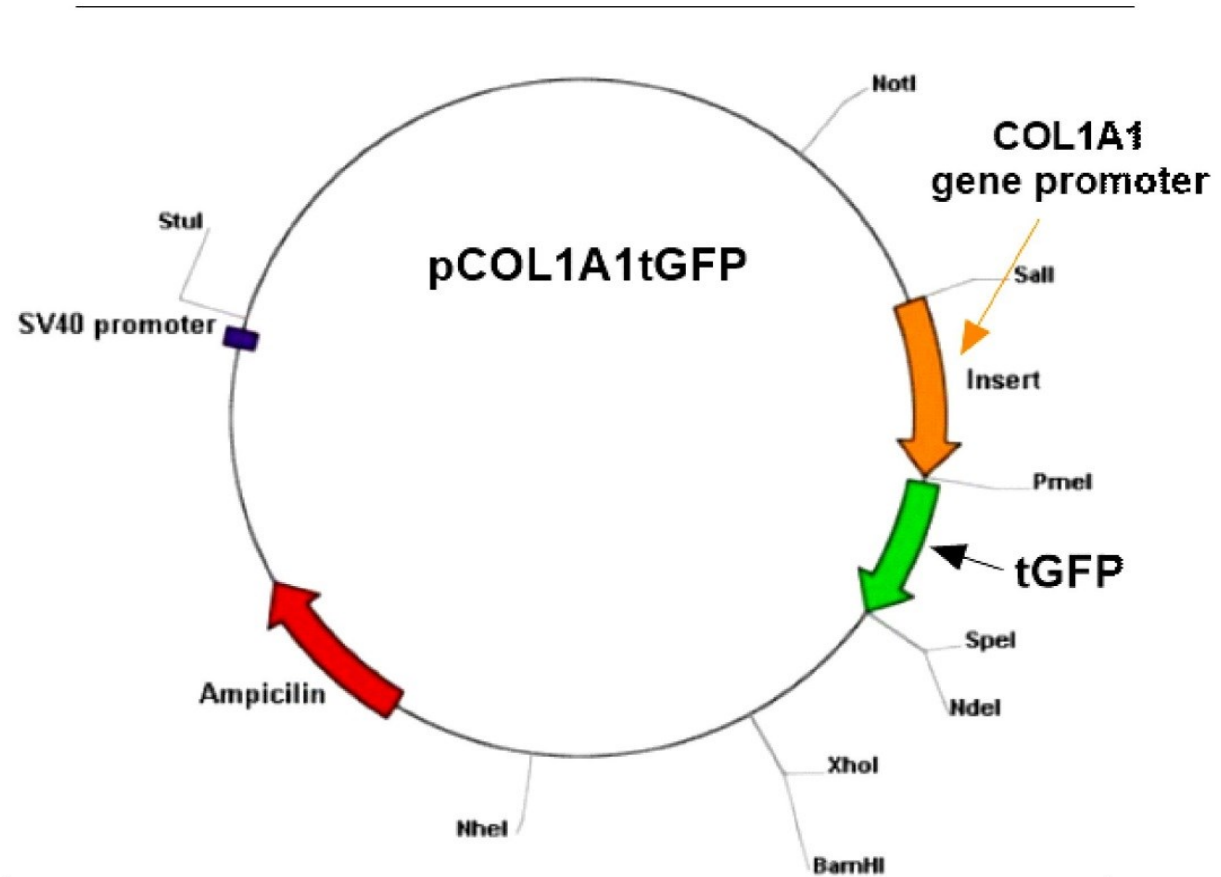 NotI
COL1A1
gene promoter
StuI
pCOL1A1tGFP
SalI
SV40 promoter
Insert
PmeI
tGFP
SpeI
Ampicilin
NdeI
XhoI
NheI
BamHI